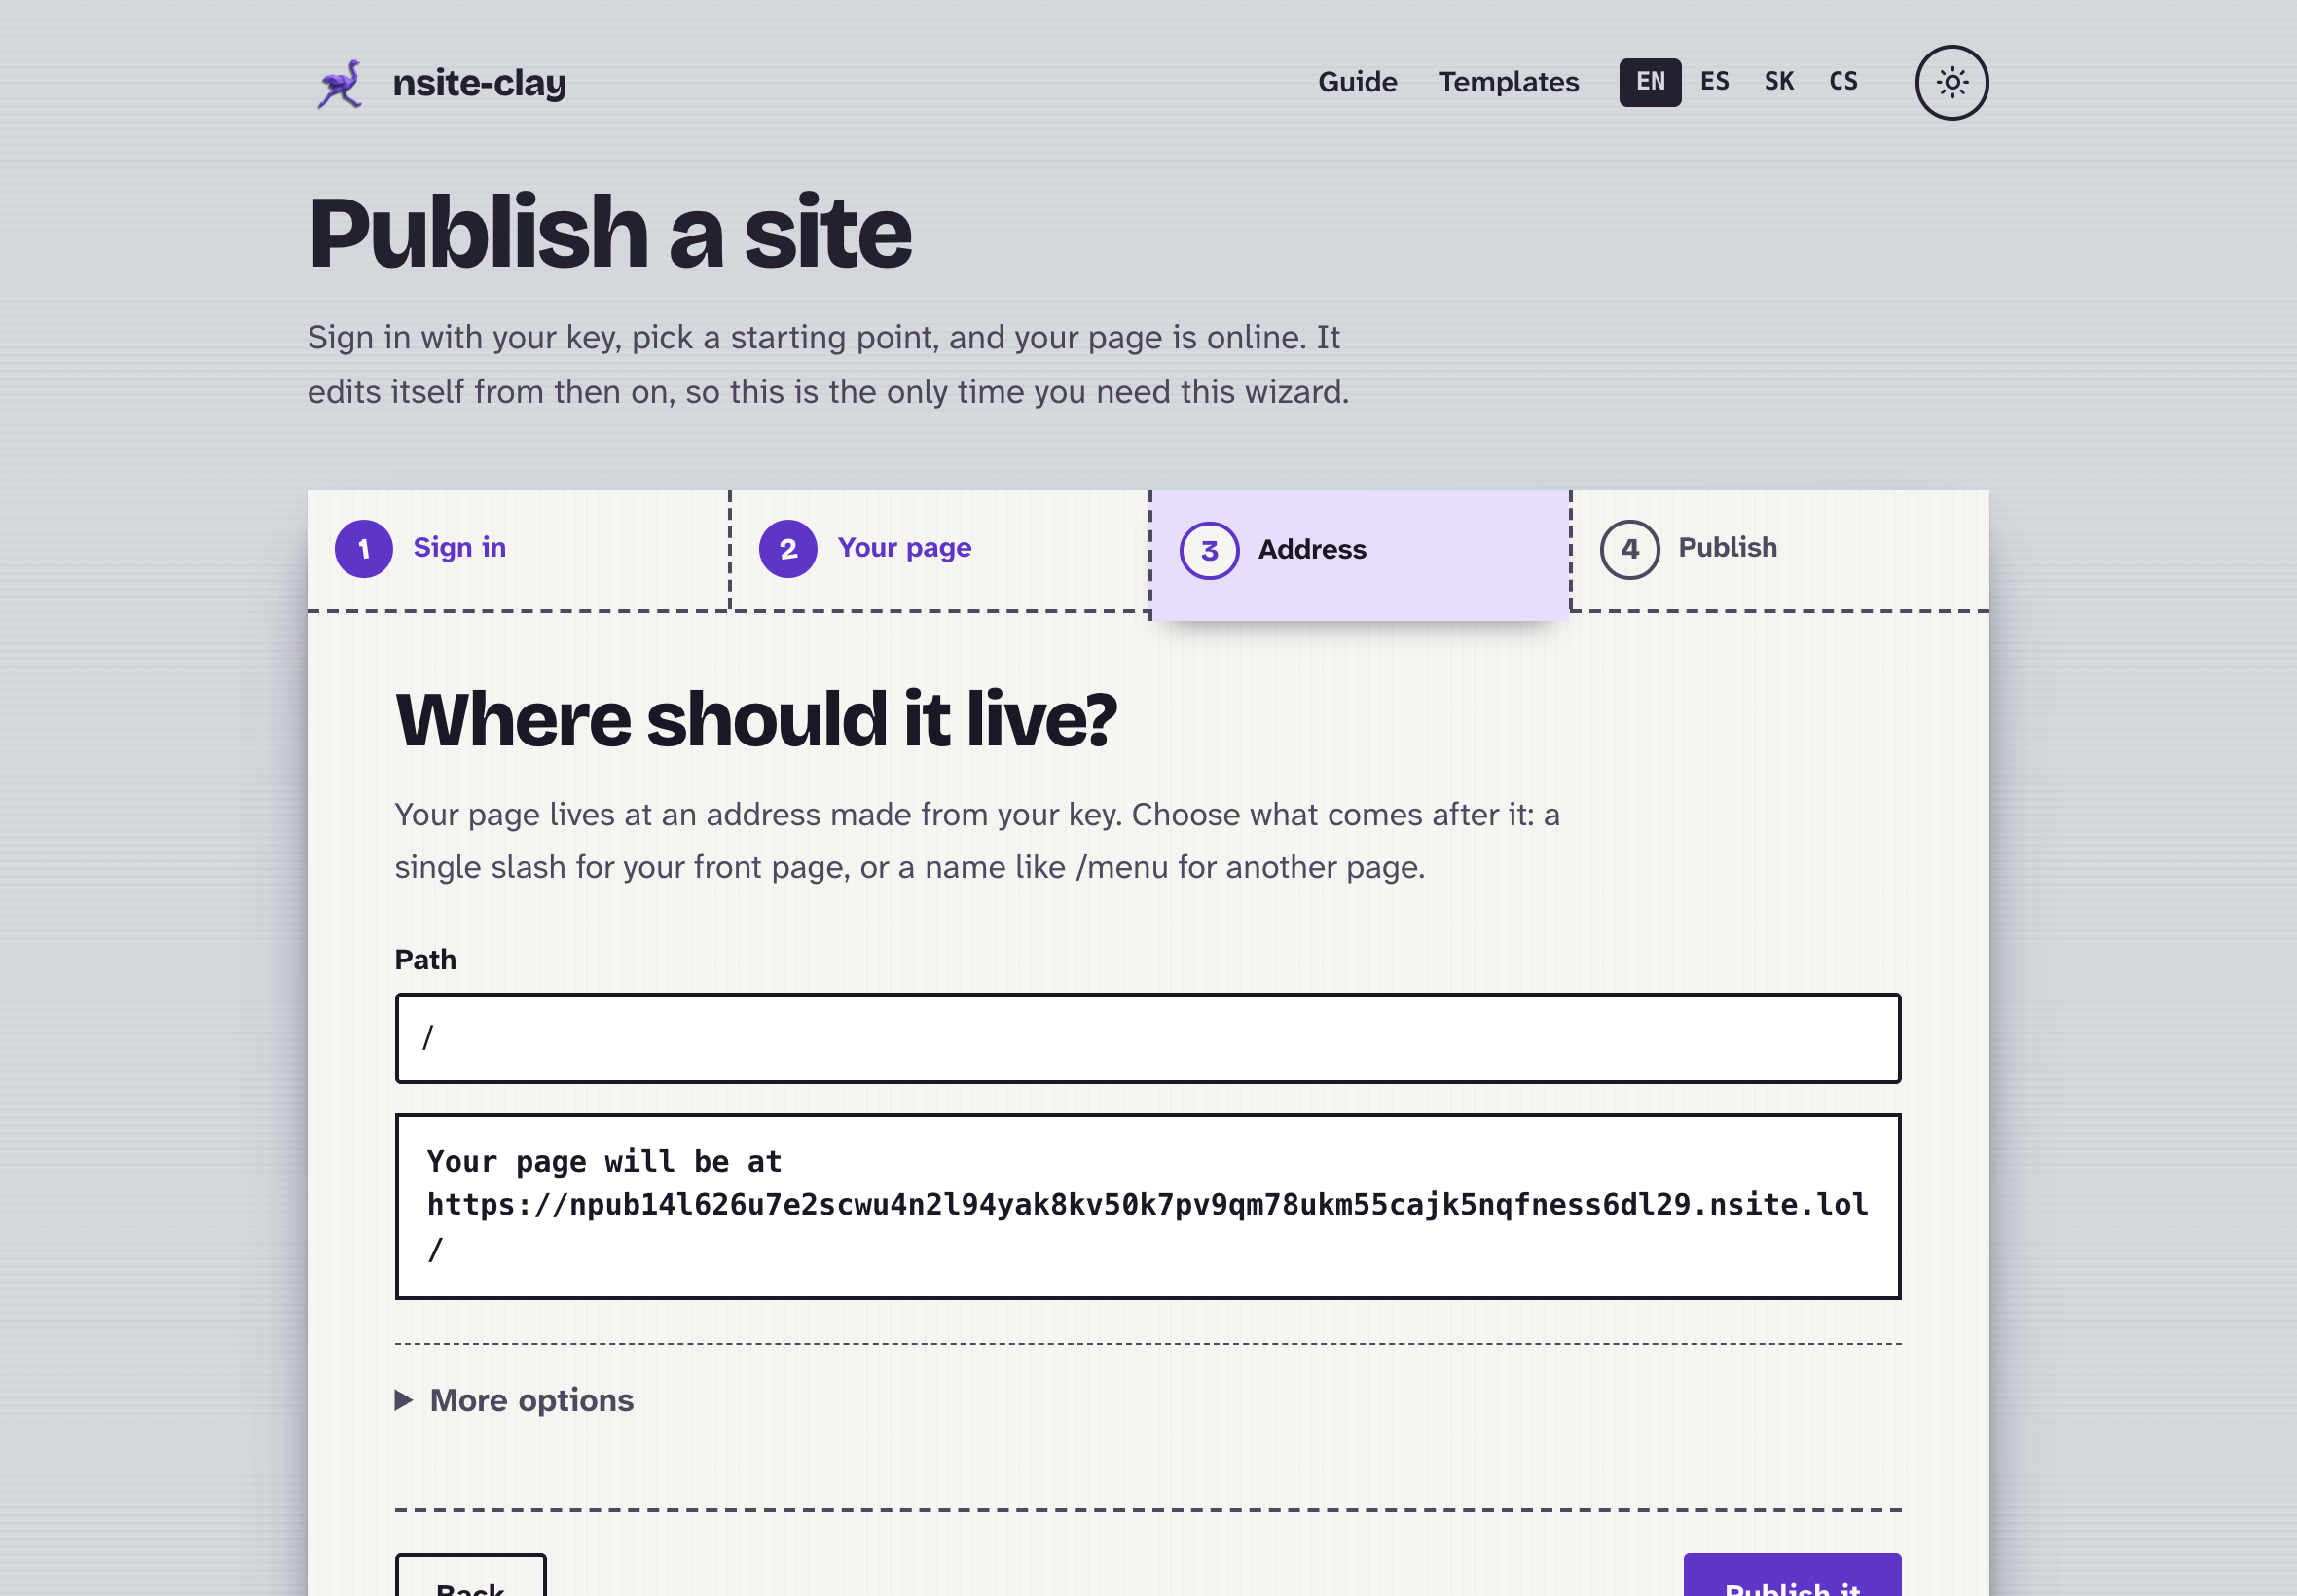 nsite-clay
Guide
Templates
EN
ES
SK
CS
Publish a site
Sign in with your key, pick a starting point, and your page is online. It
edits itself from then on, so this is the only time you need this wizard.
1 Sign in
2 Your page
3 Address
4 Publish
Where should it live?
Your page lives at an address made from your key. Choose what comes after it: a
single slash for your front page, or a name like /menu for another page.
Path
/
Your page will be at
https://npub14l626u7e2scwu4n2l94yak8kv50k7pv9qm78ukm55cajk5nqfness6dl29.nsite.lol
/
More options
Back
Publish it